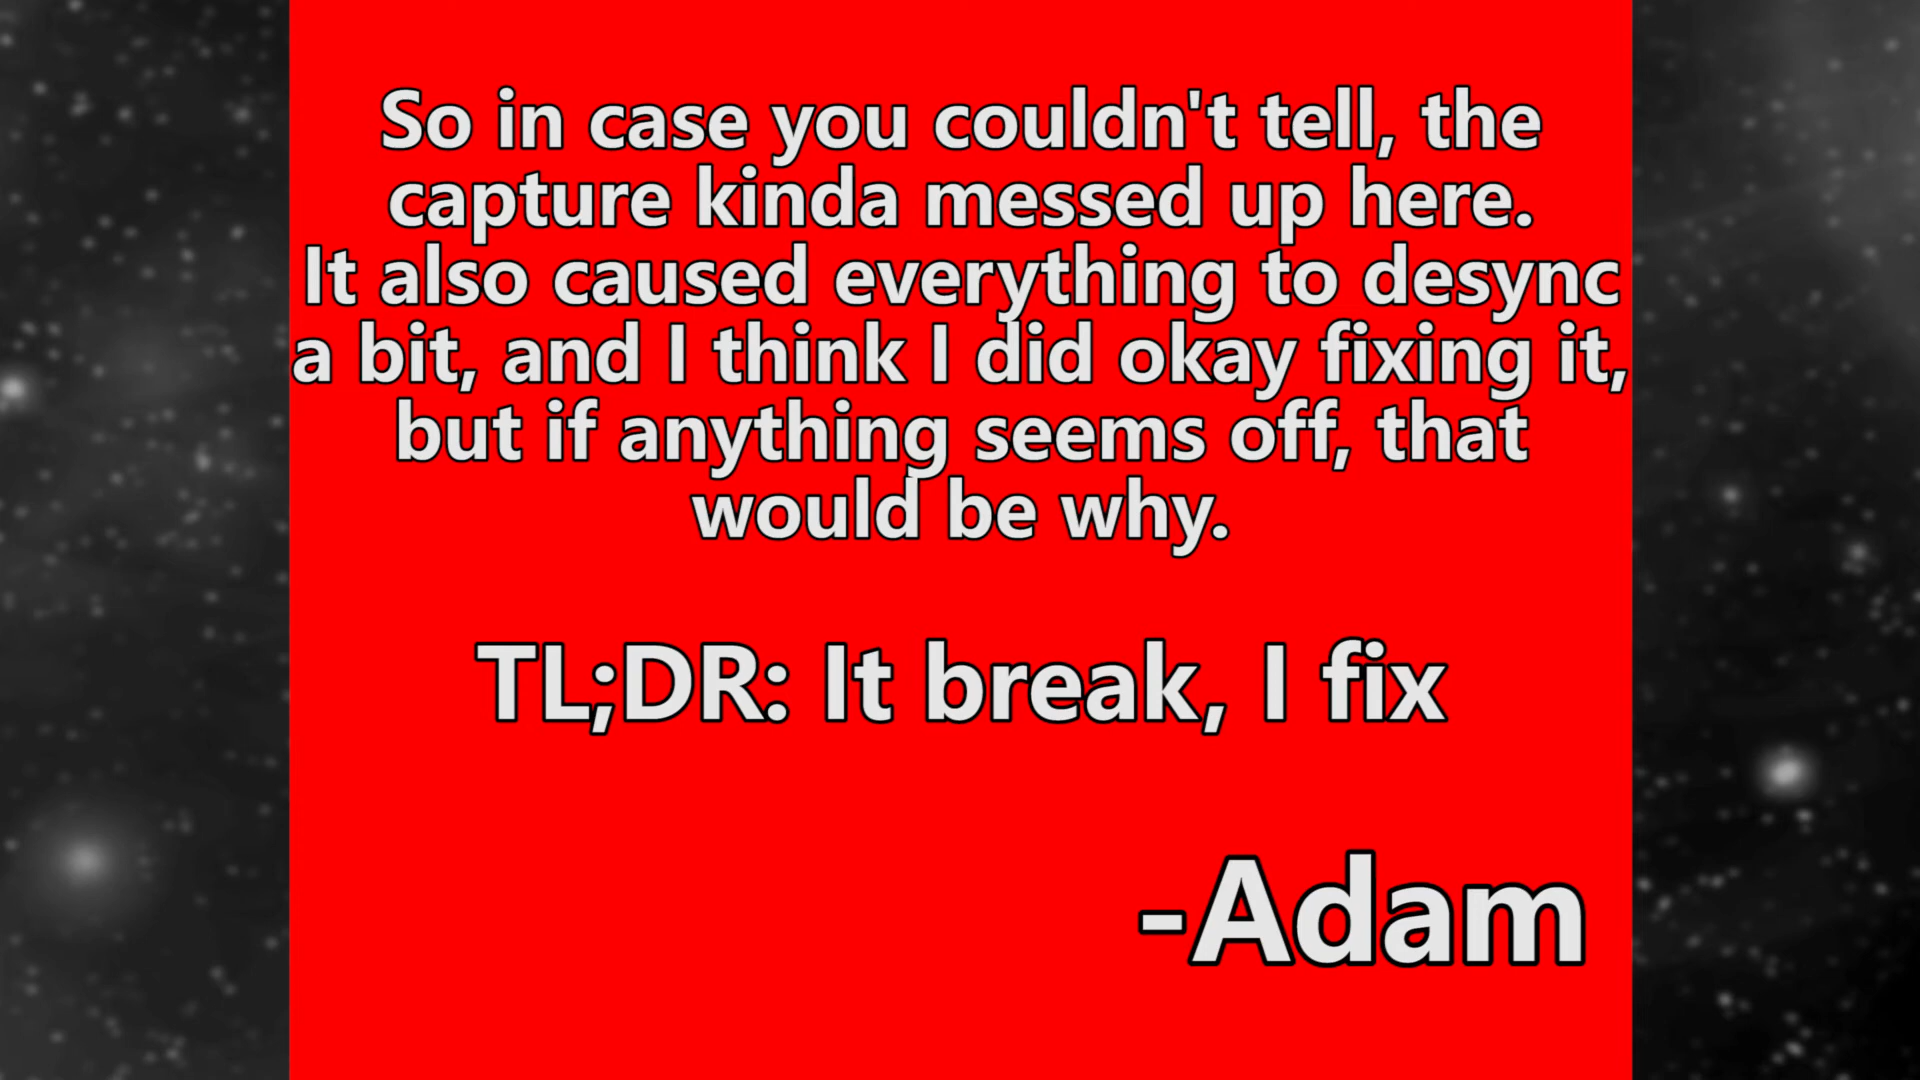 So in case you couldn't tell, the
capture kinda messed up here.
It also caused everything to desync
a bit, and I think I did okay fixing it,
but if anything seems off, that
would be why.
TL;DR: It break, I fix
-Adam